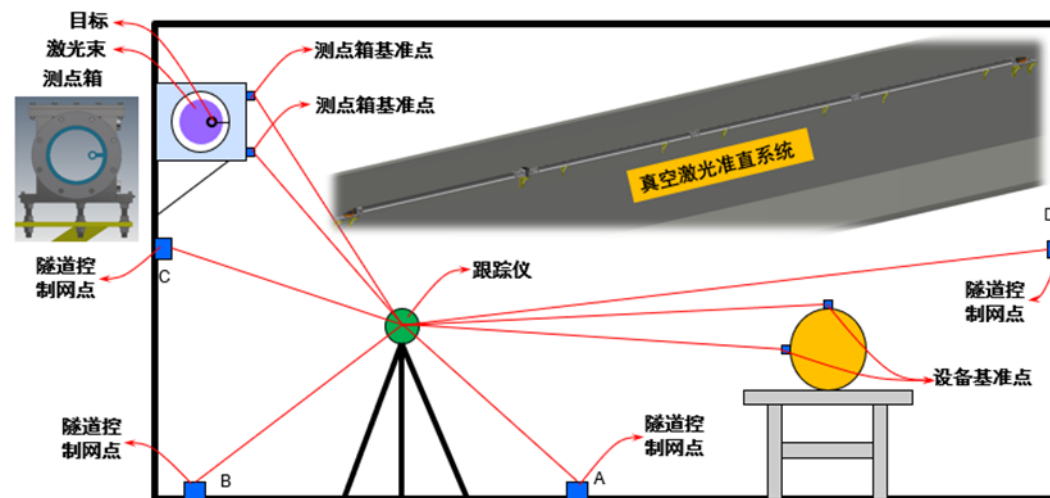 目标
激光束
测点箱
测点箱基准点
测点箱基准点
真空激光准直系统
隧道控
制网点
C
跟踪仪
D
隧道控
制网点
设备基准点
隧道控
制网点
B
隧道控
制网点
A